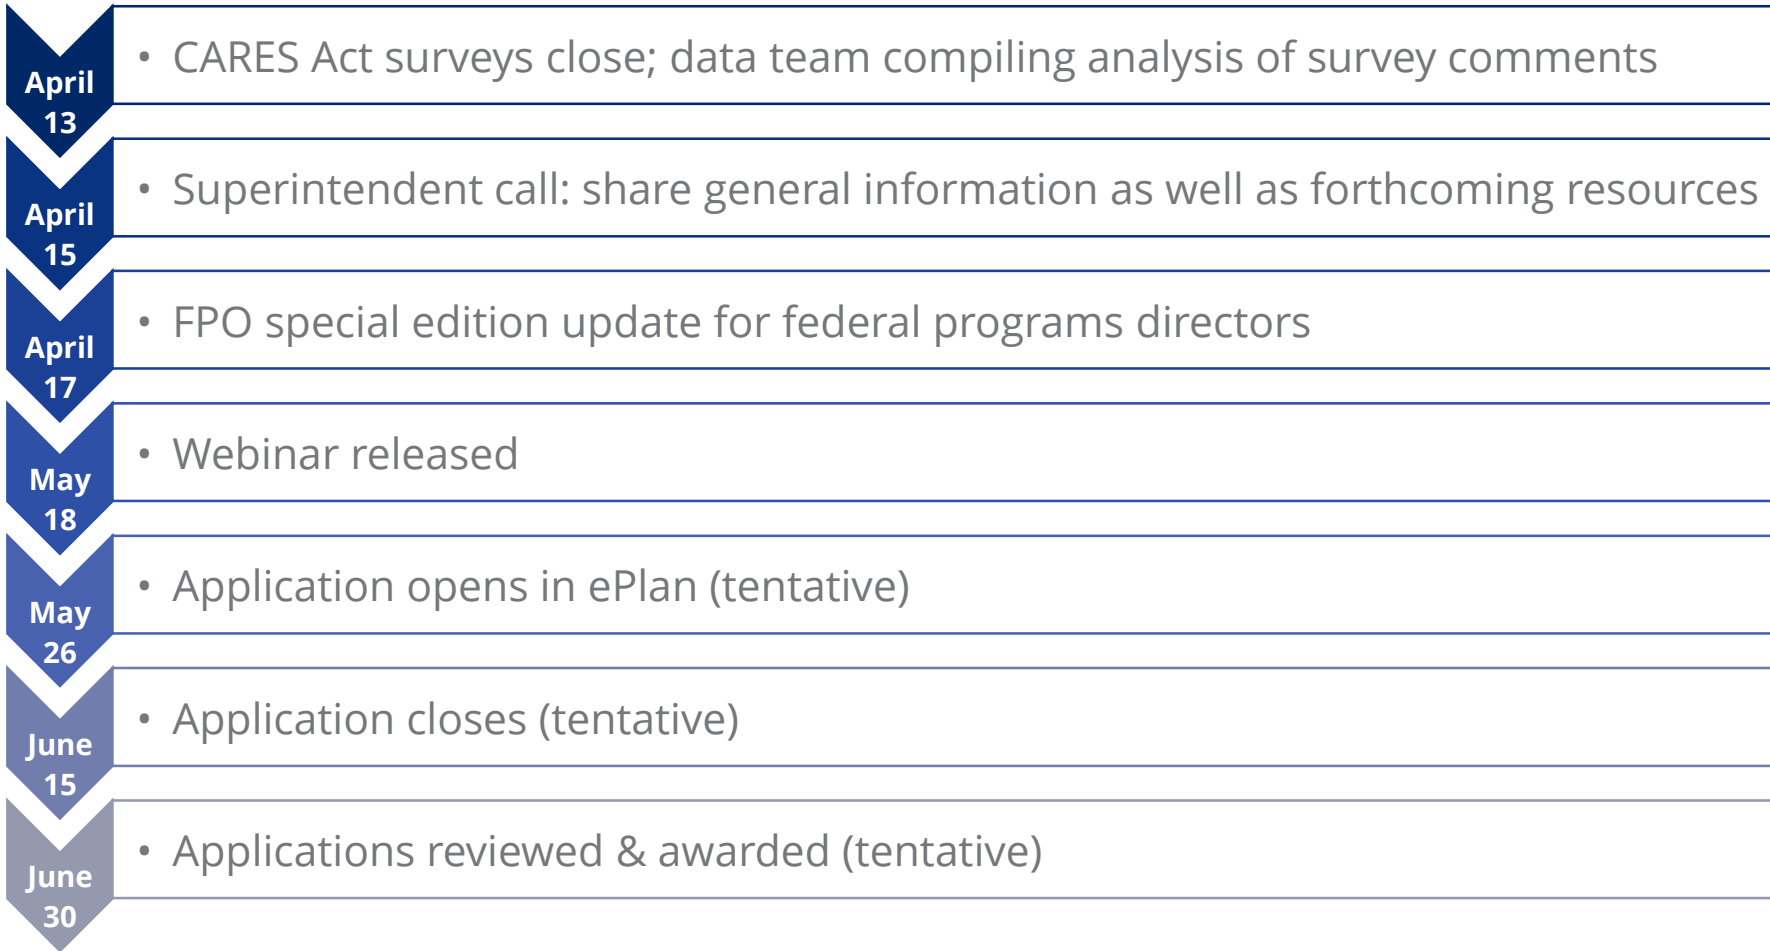 April
13
• CARES Act surveys close; data team compiling analysis of survey comments
April
15
• Superintendent call: share general information as well as forthcoming resources
April
17
• FPO special edition update for federal programs directors
May
18
• Webinar released
May
26
• Application opens in ePlan (tentative)
June
15
• Application closes (tentative)
June
30
• Applications reviewed & awarded (tentative)